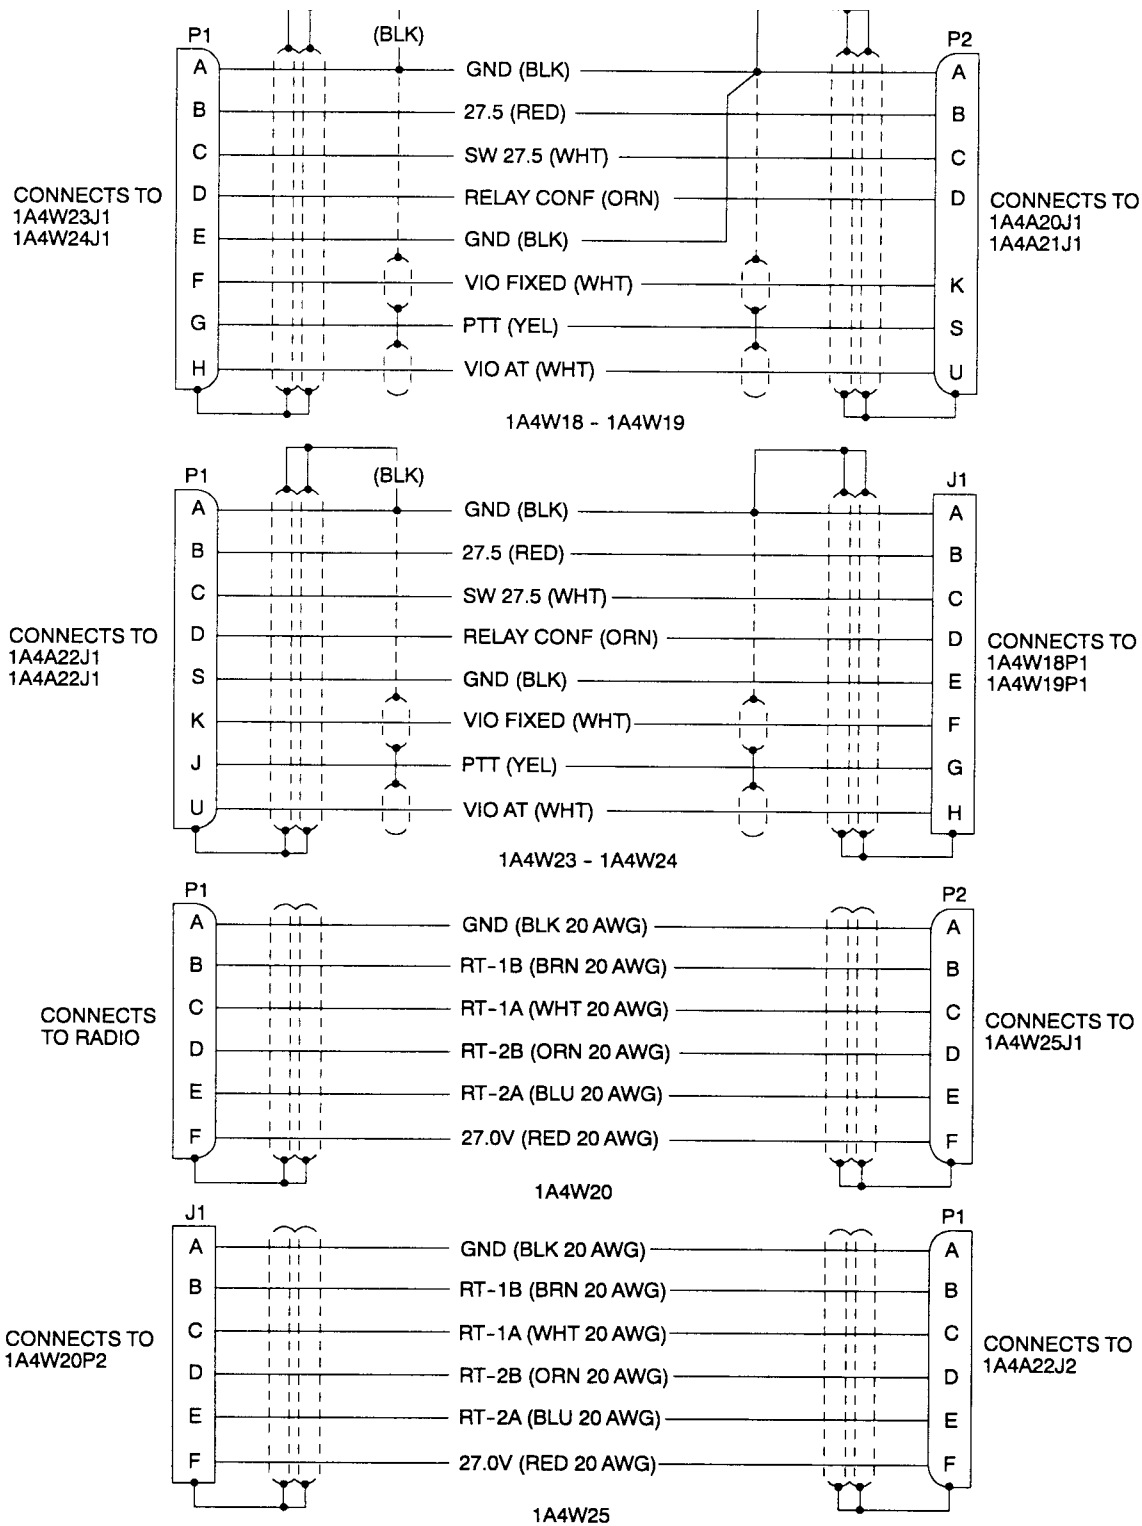 P1 (BLK) P2
A GND (BLK) A
B 27.5 (RED) B
C SW 27.5 (WHT) C
D RELAY CONF (ORN) D
E GND (BLK)
F VIO FIXED (WHT) K
G PTT (YEL) S
H VIO AT (WHT) U
CONNECTS TO
1A4W23J1
1A4W24J1
CONNECTS TO
1A4A20J1
1A4A21J1
1A4W18 - 1A4W19
P1 (BLK) J1
A GND (BLK) A
B 27.5 (RED) B
C SW 27.5 (WHT) C
D RELAY CONF (ORN) D
S GND (BLK) E
K VIO FIXED (WHT) F
J PTT (YEL) G
U VIO AT (WHT) H
CONNECTS TO
1A4A22J1
1A4A22J1
CONNECTS TO
1A4W18P1
1A4W19P1
1A4W23 - 1A4W24
P1 P2
A GND (BLK 20 AWG) A
B RT-1B (BRN 20 AWG) B
C RT-1A (WHT 20 AWG) C
D RT-2B (ORN 20 AWG) D
E RT-2A (BLU 20 AWG) E
F 27.0V (RED 20 AWG) F
CONNECTS
TO RADIO
CONNECTS TO
1A4W25J1
1A4W20
J1 P1
A GND (BLK 20 AWG) A
B RT-1B (BRN 20 AWG) B
C RT-1A (WHT 20 AWG) C
D RT-2B (ORN 20 AWG) D
E RT-2A (BLU 20 AWG) E
F 27.0V (RED 20 AWG) F
CONNECTS TO
1A4W20P2
CONNECTS TO
1A4A22J2
1A4W25